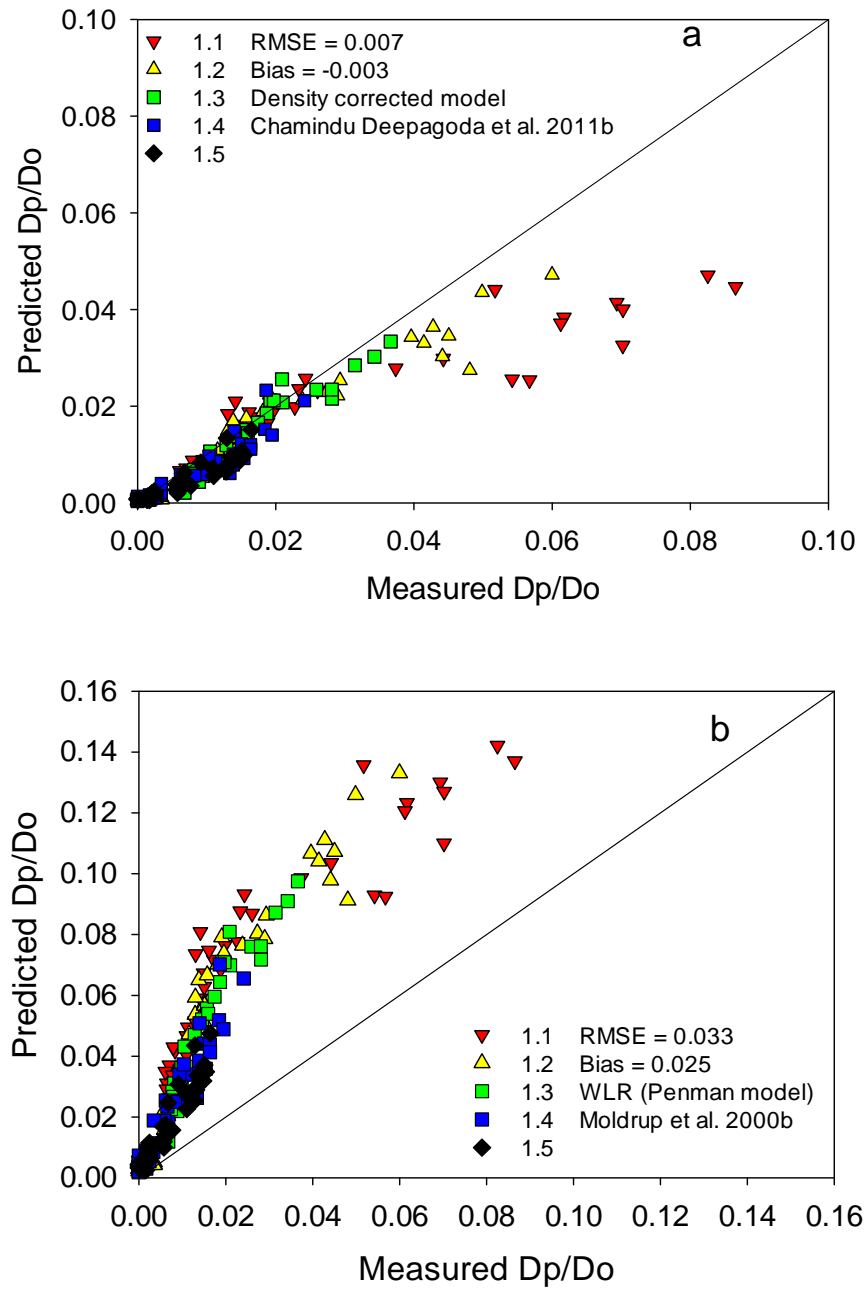 a
1.1 RMSE = 0.007
1.2 Bias = -0.003
1.3 Density corrected model
1.4 Chamindu Deepagoda et al. 2011b
1.5
0.10
0.08
0.06
0.04
0.02
0.00
Predicted Dp/Do
0.00 0.02 0.04 0.06 0.08 0.10
Measured Dp/Do
b
0.16
0.14
0.12
0.10
0.08
0.06
0.04
0.02
0.00
Predicted Dp/Do
1.1 RMSE = 0.033
1.2 Bias = 0.025
1.3 WLR (Penman model)
1.4 Moldrup et al. 2000b
1.5
0.00 0.02 0.04 0.06 0.08 0.10 0.12 0.14 0.16
Measured Dp/Do